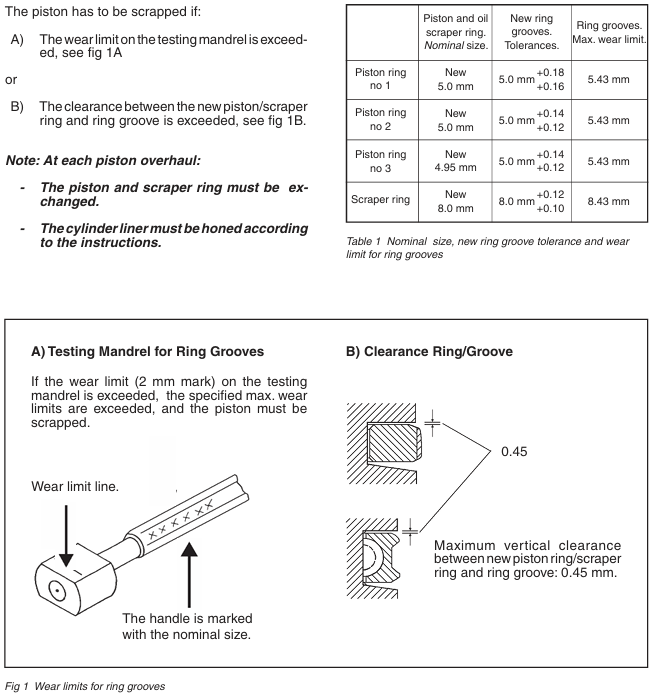 The piston has to be scrapped if:
A) The wear limit on the testing mandrel is exceed-
ed, see fig 1A
or
B) The clearance between the new piston/scraper
ring and ring groove is exceeded, see fig 1B.
Note: At each piston overhaul:
- The piston and scraper ring must be ex-
changed.
- The cylinder liner must be honed according
to the instructions.
Piston and oil scraper ring. Nominal size. New ring grooves. Tolerances. Ring grooves. Max. wear limit.
Piston ring no 1 New 5.0 mm 5.0 mm +0.18 +0.16 5.43 mm
Piston ring no 2 New 5.0 mm 5.0 mm +0.14 +0.12 5.43 mm
Piston ring no 3 New 4.95 mm 5.0 mm +0.14 +0.12 5.43 mm
Scraper ring New 8.0 mm 8.0 mm +0.12 +0.10 8.43 mm
Table 1 Nominal size, new ring groove tolerance and wear
limit for ring grooves
A) Testing Mandrel for Ring Grooves
If the wear limit (2 mm mark) on the testing
mandrel is exceeded, the specified max. wear
limits are exceeded, and the piston must be
scrapped.
Wear limit line.
XXXXXX
The handle is marked
with the nominal size.
B) Clearance Ring/Groove
0.45
Maximum vertical clearance
between new piston ring/scraper
ring and ring groove: 0.45 mm.
Fig 1 Wear limits for ring grooves